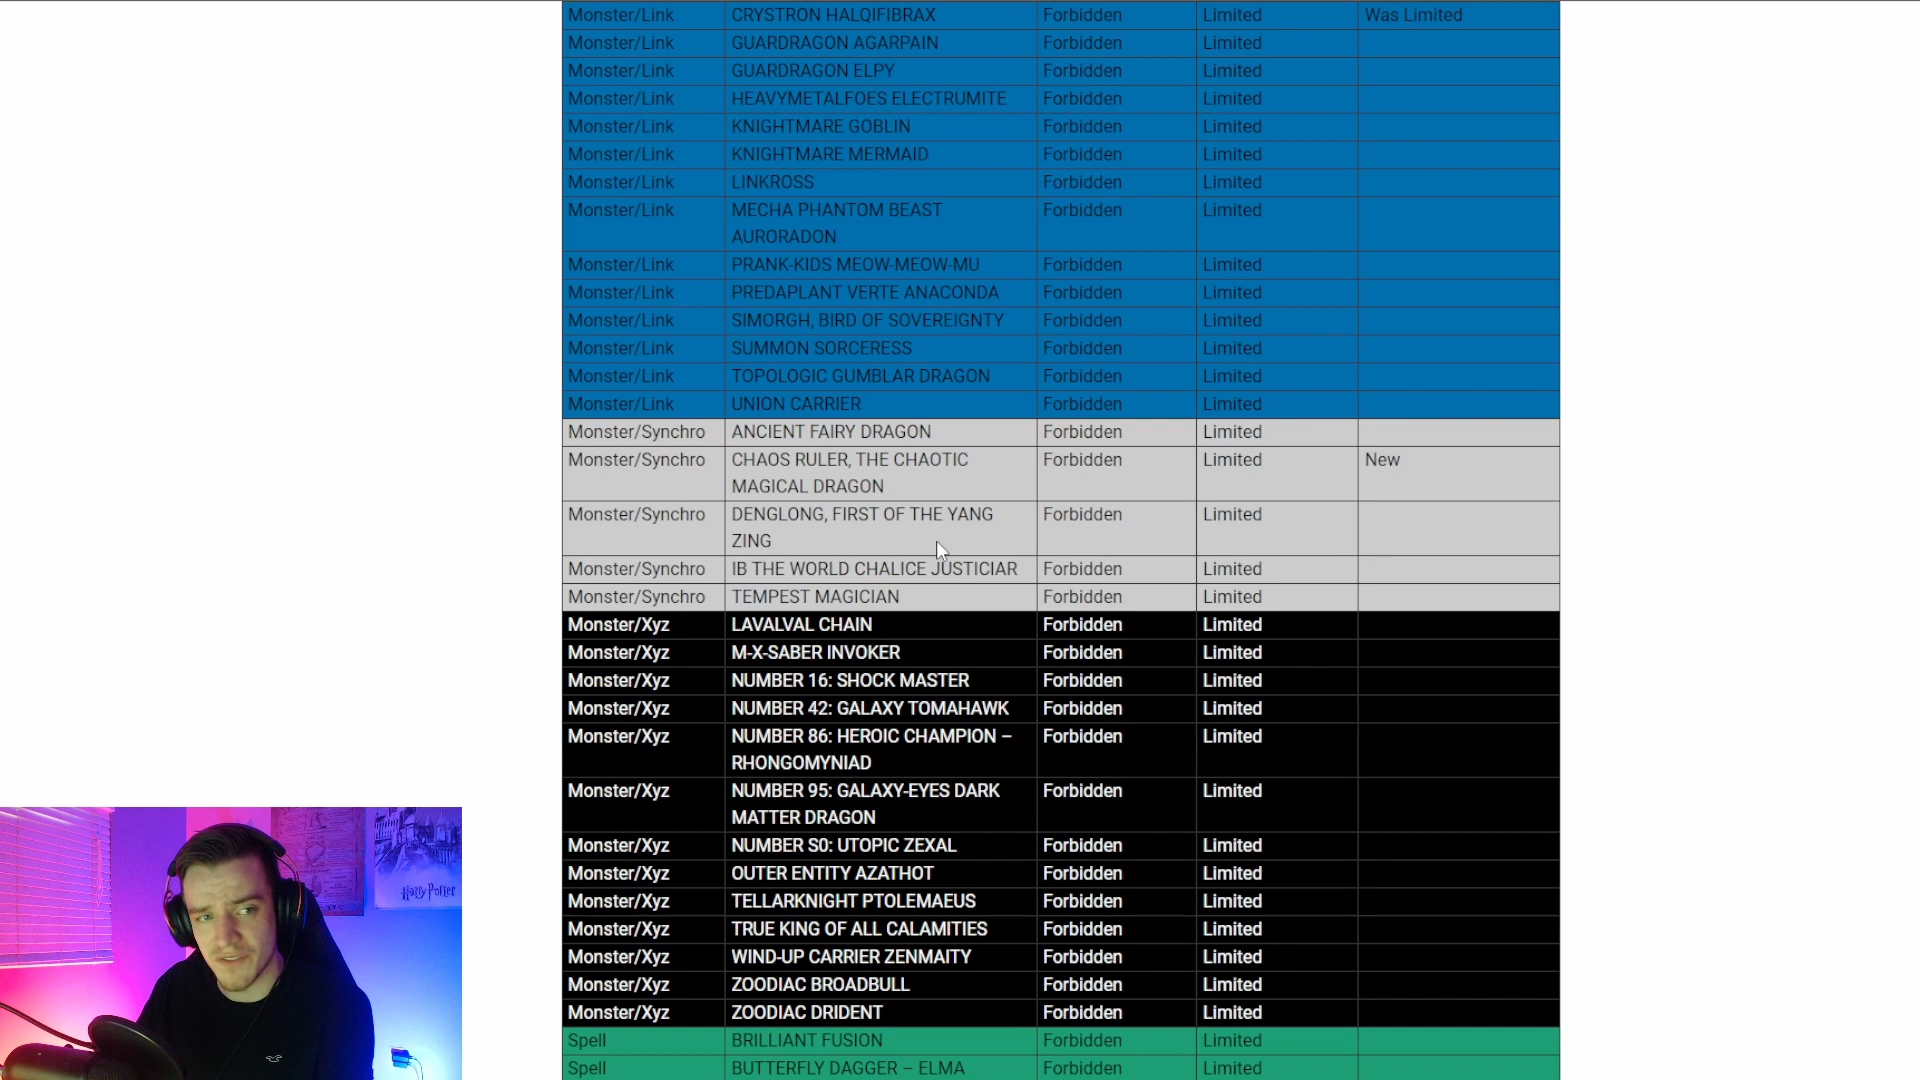 Monster/Link CRYSTRON HALQIFIBRAX Forbidden Limited Was Limited
Monster/Link GUARDRAGON AGARPAIN Forbidden Limited
Monster/Link GUARDRAGON ELPY Forbidden Limited
Monster/Link HEAVYMETALFOES ELECTRUMITE Forbidden Limited
Monster/Link KNIGHTMARE GOBLIN Forbidden Limited
Monster/Link KNIGHTMARE MERMAID Forbidden Limited
Monster/Link LINKROSS Forbidden Limited
Monster/Link MECHA PHANTOM BEAST Forbidden Limited
AURORADON
Monster/Link PRANK-KIDS MEOW-MEOW-MU Forbidden Limited
Monster/Link PREDAPLANT VERTE ANACONDA Forbidden Limited
Monster/Link SIMORGH, BIRD OF SOVEREIGNTY Forbidden Limited
Monster/Link SUMMON SORCERESS Forbidden Limited
Monster/Link TOPOLOGIC GUMBLAR DRAGON Forbidden Limited
Monster/Link UNION CARRIER Forbidden Limited
Monster/Synchro ANCIENT FAIRY DRAGON Forbidden Limited
Monster/Synchro CHAOS RULER, THE CHAOTIC Forbidden Limited New
MAGICAL DRAGON
Monster/Synchro DENGLONG, FIRST OF THE YANG Forbidden Limited
ZING
Monster/Synchro IB THE WORLD CHALICE JUSTICIAR Forbidden Limited
Monster/Synchro TEMPEST MAGICIAN Forbidden Limited
Monster/Xyz LAVALVAL CHAIN Forbidden Limited
Monster/Xyz M-X-SABER INVOKER Forbidden Limited
Monster/Xyz NUMBER 16: SHOCK MASTER Forbidden Limited
Monster/Xyz NUMBER 42: GALAXY TOMAHAWK Forbidden Limited
Monster/Xyz NUMBER 86: HEROIC CHAMPION – Forbidden Limited
RHONGOMYNIAD
Monster/Xyz NUMBER 95: GALAXY-EYES DARK Forbidden Limited
MATTER DRAGON
Monster/Xyz NUMBER S0: UTOPIC ZEXAL Forbidden Limited
Monster/Xyz OUTER ENTITY AZATHOT Forbidden Limited
Monster/Xyz TELLARKNIGHT PTOLEMAEUS Forbidden Limited
Monster/Xyz TRUE KING OF ALL CALAMITIES Forbidden Limited
Monster/Xyz WIND-UP CARRIER ZENMAITY Forbidden Limited
Monster/Xyz ZOODIAC BROADBULL Forbidden Limited
Monster/Xyz ZOODIAC DRIDENT Forbidden Limited
Spell BRILLIANT FUSION Forbidden Limited
Spell BUTTERFLY DAGGER – ELMA Forbidden Limited
Harry Potter